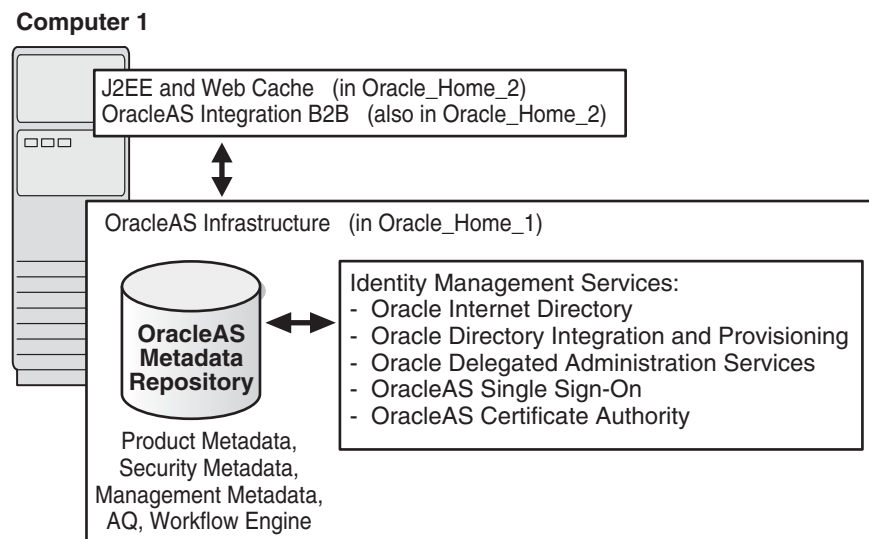 Computer 1
J2EE and Web Cache (in Oracle_Home_2)
OracleAS Integration B2B (also in Oracle_Home_2)
OracleAS Infrastructure (in Oracle_Home_1)
OracleAS
Metadata
Repository
Product Metadata,
Security Metadata,
Management Metadata,
AQ, Workflow Engine
Identity Management Services:
- Oracle Internet Directory
- Oracle Directory Integration and Provisioning
- Oracle Delegated Administration Services
- OracleAS Single Sign-On
- OracleAS Certificate Authority